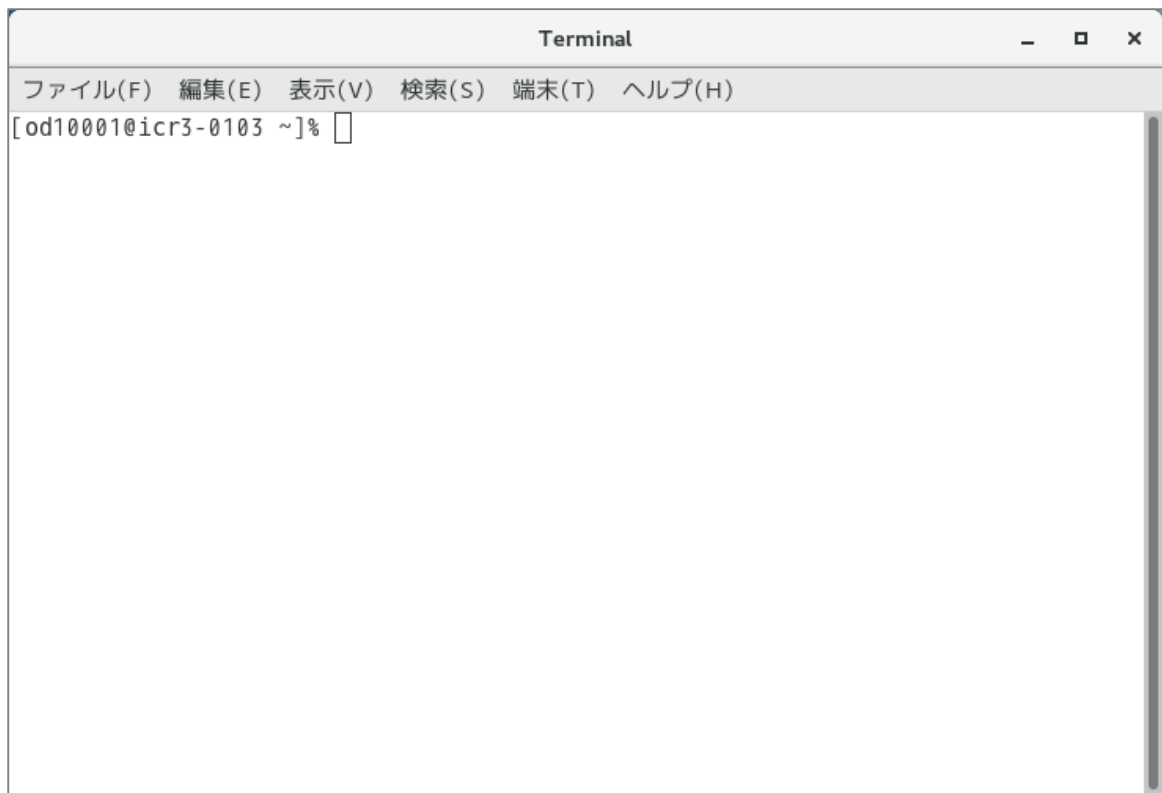 Terminal
ファイル(F) 編集(E) 表示(V) 検索(S) 端末(T) ヘルプ(H)
[od10001@icr3-0103 ~]%